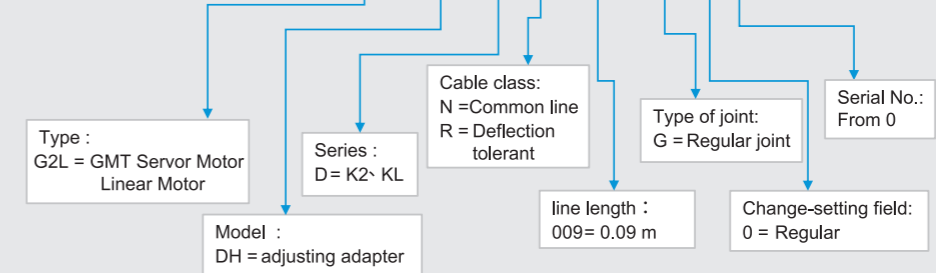 Type :
G2L = GMT Servor Motor
Linear Motor
Model :
DH = adjusting adapter
Series :
D = K2、KL
Cable class:
N =Common line
R = Deflection
tolerant
line length：
009= 0.09 m
Type of joint:
G = Regular joint
Change-setting field:
0 = Regular
Serial No.:
From 0